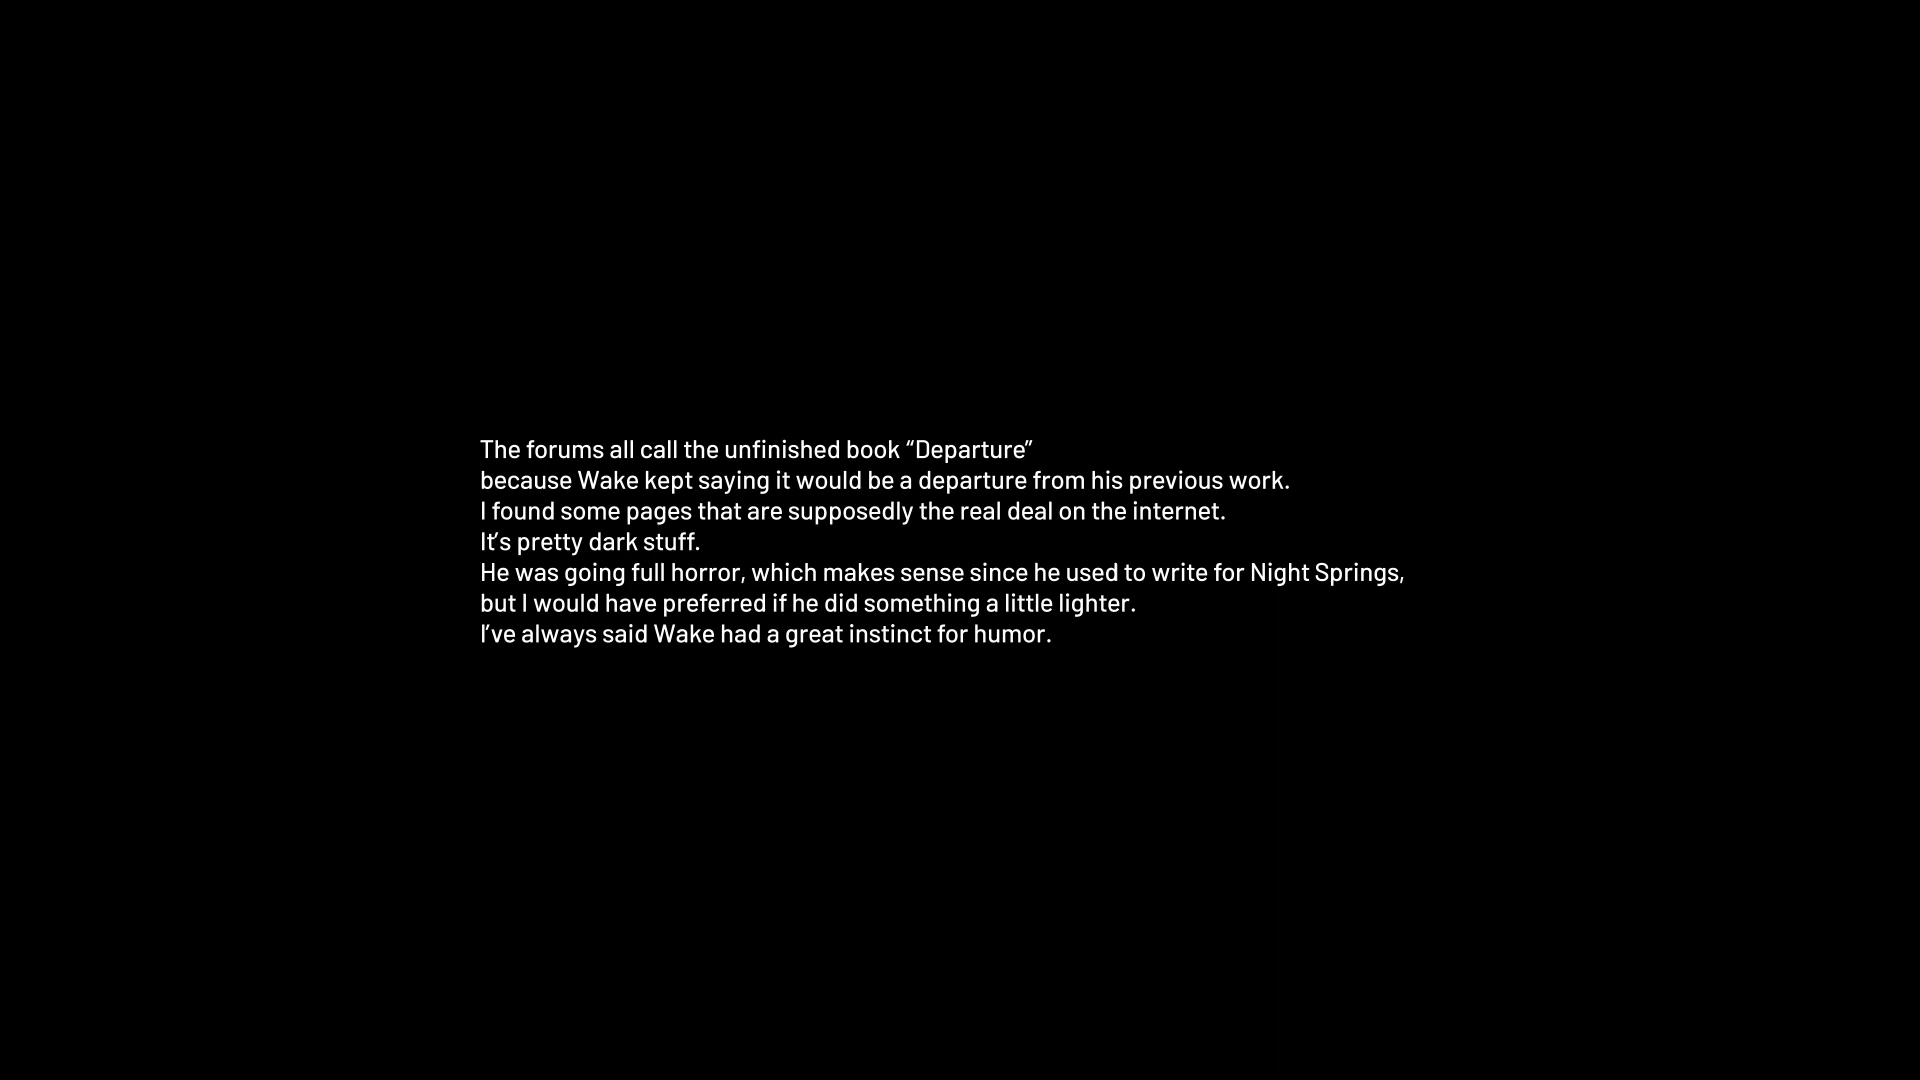 The forums all call the unfinished book “Departure”
because Wake kept saying it would be a departure from his previous work.
I found some pages that are supposedly the real deal on the internet.
It’s pretty dark stuff.
He was going full horror, which makes sense since he used to write for Night Springs,
but I would have preferred if he did something a little lighter.
I’ve always said Wake had a great instinct for humor.